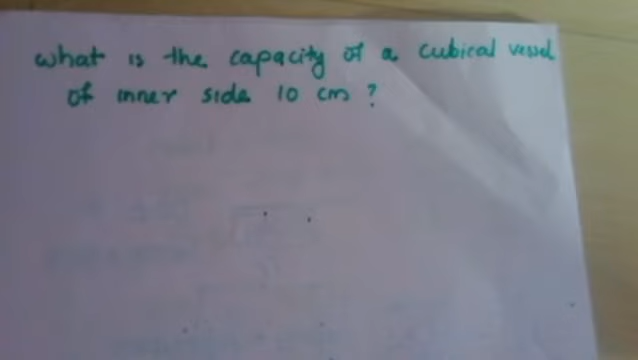 what is the capacity of a cubical vessel
of inner side 10 cm ?